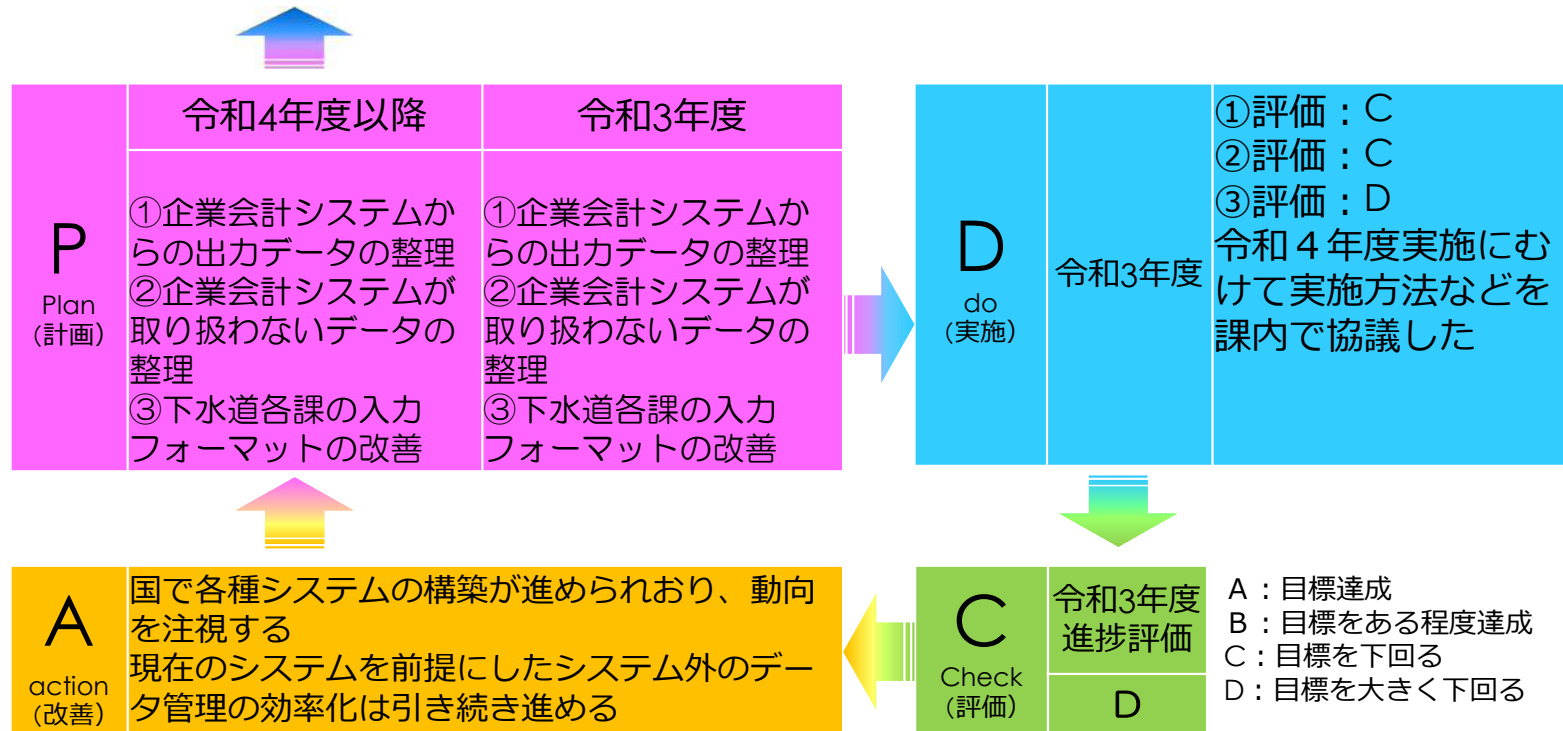 P
Plan
（計画）
令和4年度以降
①企業会計システムか
らの出力データの整理
②企業会計システムが
取り扱わないデータの
整理
③下水道各課の入力
フォーマットの改善
令和3年度
①企業会計システムか
らの出力データの整理
②企業会計システムが
取り扱わないデータの
整理
③下水道各課の入力
フォーマットの改善
D
do
（実施）
令和3年度
①評価：C
②評価：C
③評価：D
令和４年度実施にむ
けて実施方法などを
課内で協議した
A
action
（改善）
国で各種システムの構築が進められおり、動向
を注視する
現在のシステムを前提にしたシステム外のデー
タ管理の効率化は引き続き進める
C
Check
（評価）
令和3年度
進捗評価
D
A：目標達成
B：目標をある程度達成
C：目標を下回る
D：目標を大きく下回る